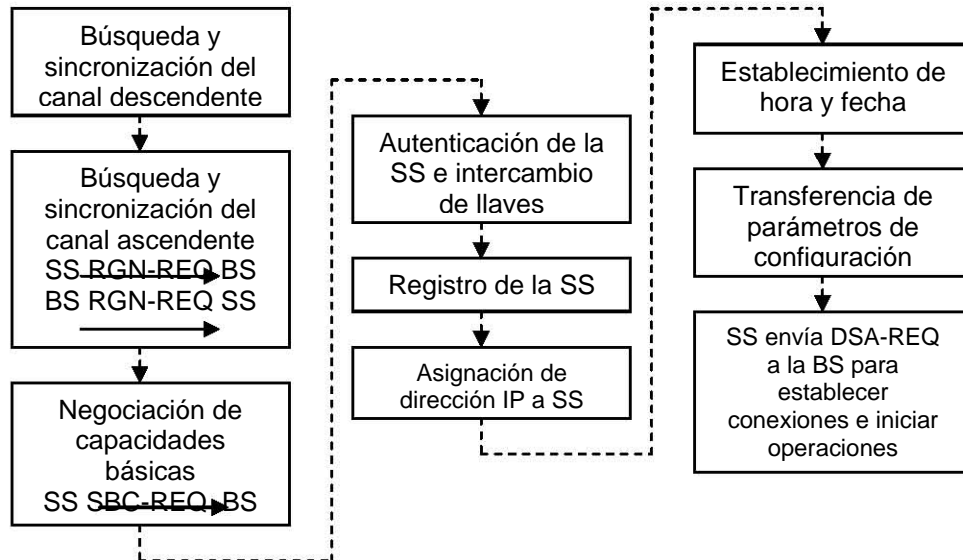 Búsqueda y
sincronización del
canal descendente
Búsqueda y
sincronización del
canal ascendente
SS RGN-REQ BS
BS RGN-REQ SS
Negociación de
capacidades
básicas
SS SBC-REQ BS
Autenticación de la
SS e intercambio
de llaves
Registro de la SS
Asignación de
dirección IP a SS
Establecimiento de
hora y fecha
Transferencia de
parámetros de
configuración
SS envía DSA-REQ
a la BS para
establecer
conexiones e iniciar
operaciones